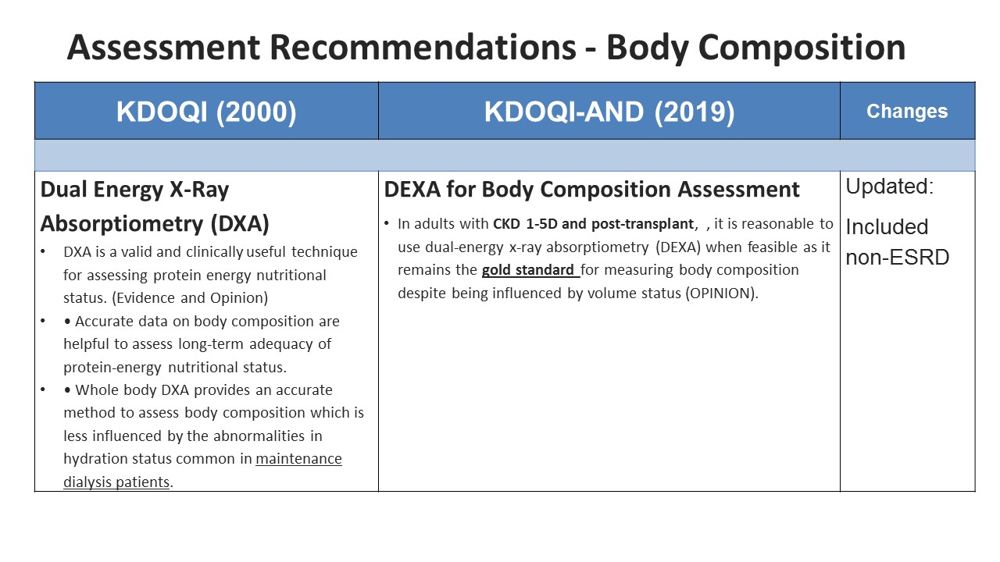 Assessment Recommendations - Body Composition
KDOQI (2000)
KDOQI-AND (2019)
Changes
Dual Energy X-Ray
Absorptiometry (DXA)
• DXA is a valid and clinically useful technique
for assessing protein energy nutritional
status. (Evidence and Opinion)
• • Accurate data on body composition are
helpful to assess long-term adequacy of
protein-energy nutritional status.
• • Whole body DXA provides an accurate
method to assess body composition which is
less influenced by the abnormalities in
hydration status common in maintenance
dialysis patients.
DEXA for Body Composition Assessment
• In adults with CKD 1-5D and post-transplant, , it is reasonable to
use dual-energy x-ray absorptiometry (DEXA) when feasible as it
remains the gold standard for measuring body composition
despite being influenced by volume status (OPINION).
Updated:
Included
non-ESRD